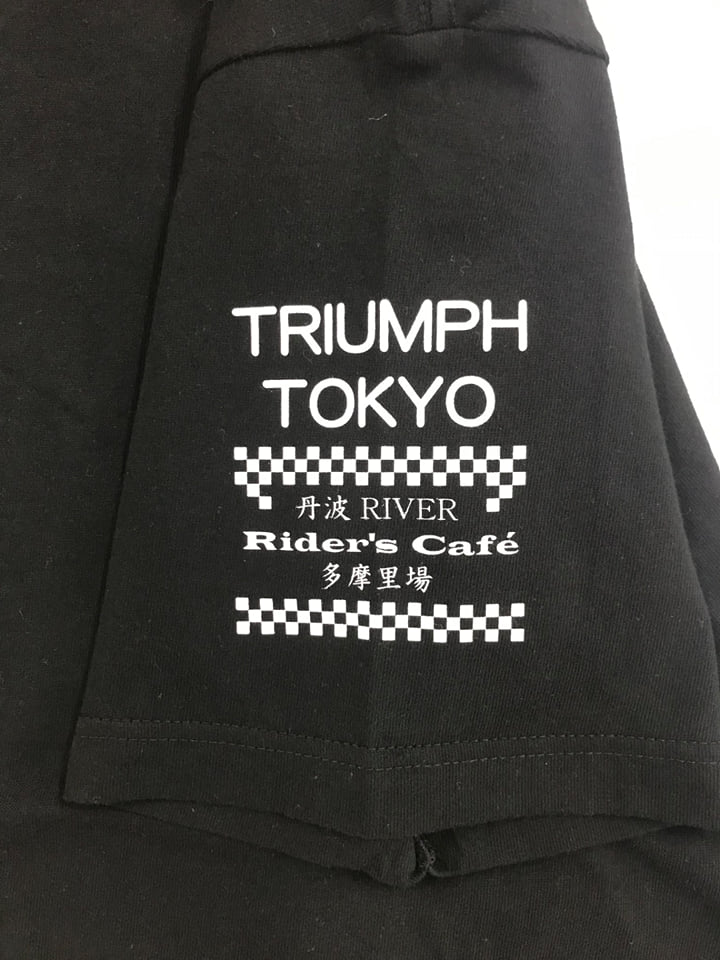 TRIUMPH
TOKYO
丹波 RIVER
Rider's Café
多摩里場